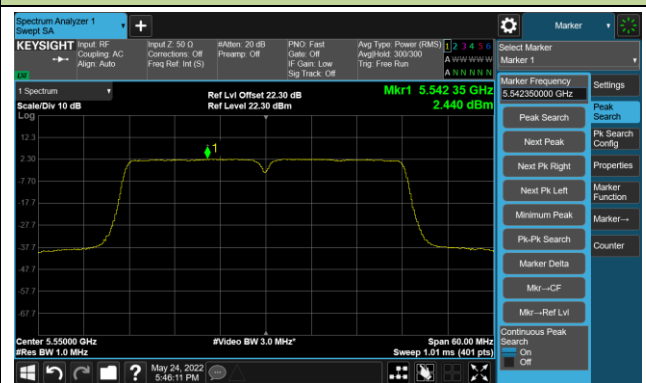 Spectrum Analyzer 1
Swept SA
+
Marker
KEYSIGHT
Input: RF
Coupling: AC
Align: Auto
Input Z: 50 Ω
Corrections: Off
Freq Ref: Int (S)
#Atten: 20 dB
Preamp: Off
PNO: Fast
Gate: Off
IF Gain: Low
Sig Track: Off
Avg Type: Power (RMS)
Avg|Hold: 300/300
Trig: Free Run
1 2 3 4 5 6
A W W W W W
A N N N N N
Select Marker
Marker 1
1 Spectrum
Scale/Div 10 dB
Log
Ref Lvl Offset 22.30 dB
Ref Level 22.30 dBm
Mkr1 5.542 35 GHz
2.440 dBm
12.3
2.30
-7.70
-17.7
-27.7
-37.7
-47.7
-57.7
-67.7
1
Center 5.55000 GHz
#Res BW 1.0 MHz
#Video BW 3.0 MHz*
Span 60.00 MHz
Sweep 1.01 ms (401 pts)
Marker Frequency
5.542350000 GHz
Peak Search
Next Peak
Next Pk Right
Next Pk Left
Minimum Peak
Pk-Pk Search
Marker Delta
Mkr→CF
Mkr→Ref Lvl
Continuous Peak
Search
On
Off
Settings
Peak
Search
Pk Search
Config
Properties
Marker
Function
Marker→
Counter
?
May 24, 2022
5:46:11 PM